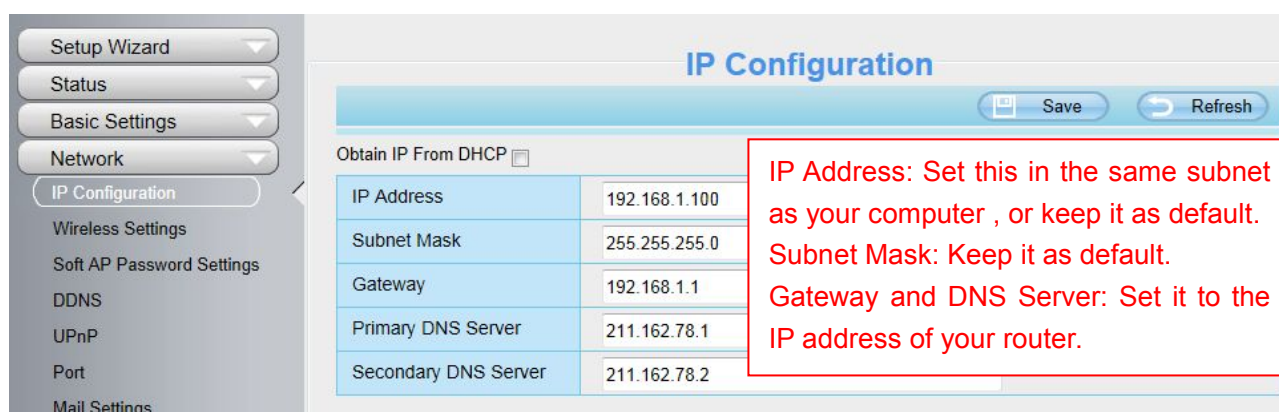 Setup Wizard
Status
Basic Settings
Network
IP Configuration
Wireless Settings
Soft AP Password Settings
DDNS
UPnP
Port
Mail Settings
IP Configuration
Save Refresh
Obtain IP From DHCP
IP Address 192.168.1.100
Subnet Mask 255.255.255.0
Gateway 192.168.1.1
Primary DNS Server 211.162.78.1
Secondary DNS Server 211.162.78.2
IP Address: Set this in the same subnet
as your computer , or keep it as default.
Subnet Mask: Keep it as default.
Gateway and DNS Server: Set it to the
IP address of your router.